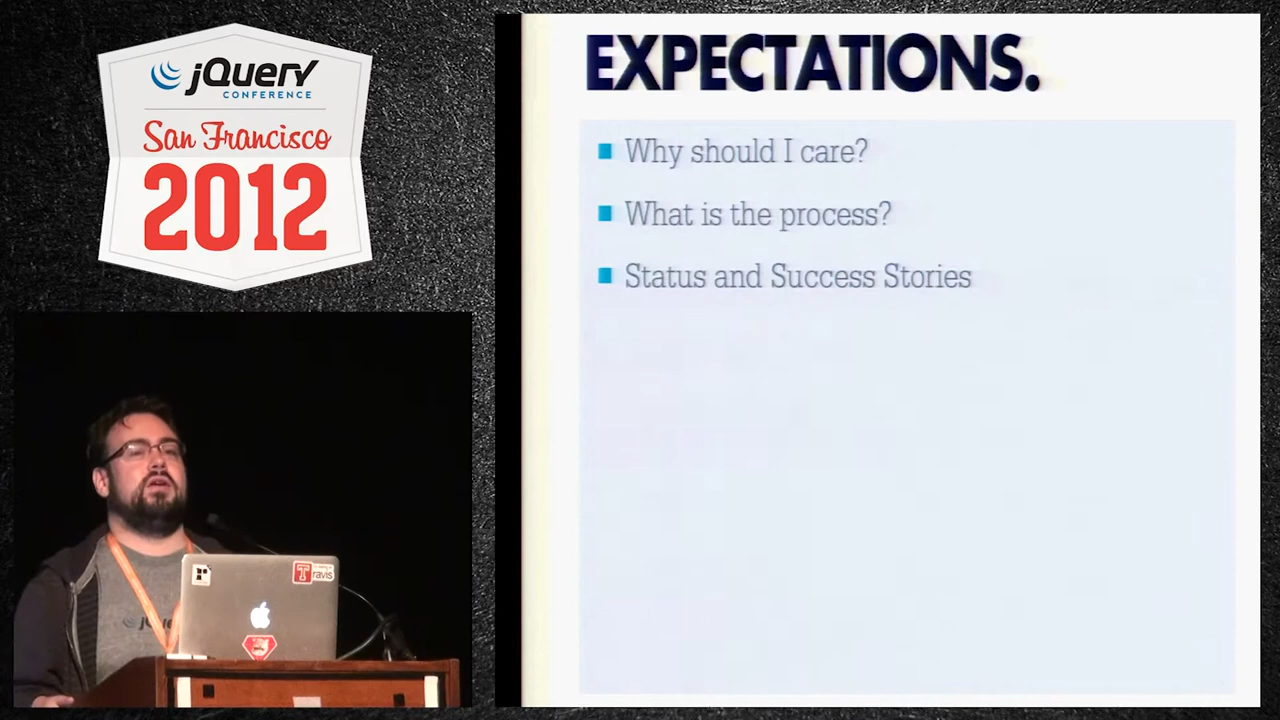 jQuery
CONFERENCE
San Francisco
2012
EXPECTATIONS.
Why should I care?
What is the process?
Status and Success Stories
Travis